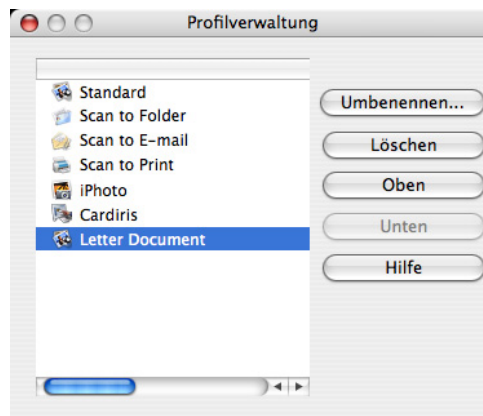 Profilverwaltung
Standard
Scan to Folder
Scan to E-mail
Scan to Print
iPhoto
Cardiris
Letter Document
Umbenennen...
Löschen
Oben
Unten
Hilfe